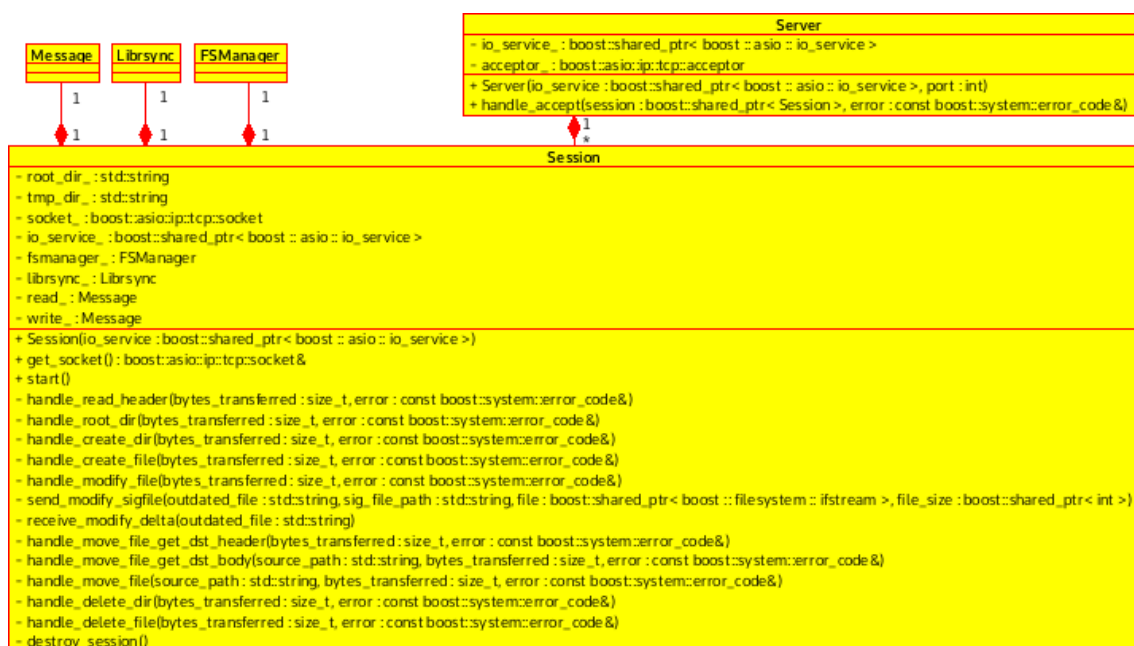 Server
- io_service_ : boost::shared_ptr< boost :: asio :: io_service >
- acceptor_ : boost::asio::ip::tcp::acceptor
+ Server(io_service : boost::shared_ptr< boost :: asio :: io_service >, port : int)
+ handle_accept(session : boost::shared_ptr< Session >, error : const boost::system::error_code&)
Message
Librsync
FSManager
1
1
1
1
1
1
1
*
Session
- root_dir_ : std::string
- tmp_dir_ : std::string
- socket_ : boost::asio::ip::tcp::socket
- io_service_ : boost::shared_ptr< boost :: asio :: io_service >
- fsmanager_ : FSManager
- librsync_ : Librsync
- read_ : Message
- write_ : Message
+ Session(io_service : boost::shared_ptr< boost :: asio :: io_service >)
+ get_socket() : boost::asio::ip::tcp::socket&
+ start()
- handle_read_header(bytes_transferred : size_t, error : const boost::system::error_code&)
- handle_root_dir(bytes_transferred : size_t, error : const boost::system::error_code&)
- handle_create_dir(bytes_transferred : size_t, error : const boost::system::error_code&)
- handle_create_file(bytes_transferred : size_t, error : const boost::system::error_code&)
- handle_modify_file(bytes_transferred : size_t, error : const boost::system::error_code&)
- send_modify_sigfile(outdated_file : std::string, sig_file_path : std::string, file : boost::shared_ptr< boost :: filesystem :: ifstream >, file_size : boost::shared_ptr< int >)
- receive_modify_delta(outdated_file : std::string)
- handle_move_file_get_dst_header(bytes_transferred : size_t, error : const boost::system::error_code&)
- handle_move_file_get_dst_body(source_path : std::string, bytes_transferred : size_t, error : const boost::system::error_code&)
- handle_move_file(source_path : std::string, bytes_transferred : size_t, error : const boost::system::error_code&)
- handle_delete_dir(bytes_transferred : size_t, error : const boost::system::error_code&)
- handle_delete_file(bytes_transferred : size_t, error : const boost::system::error_code&)
- destroy_session()